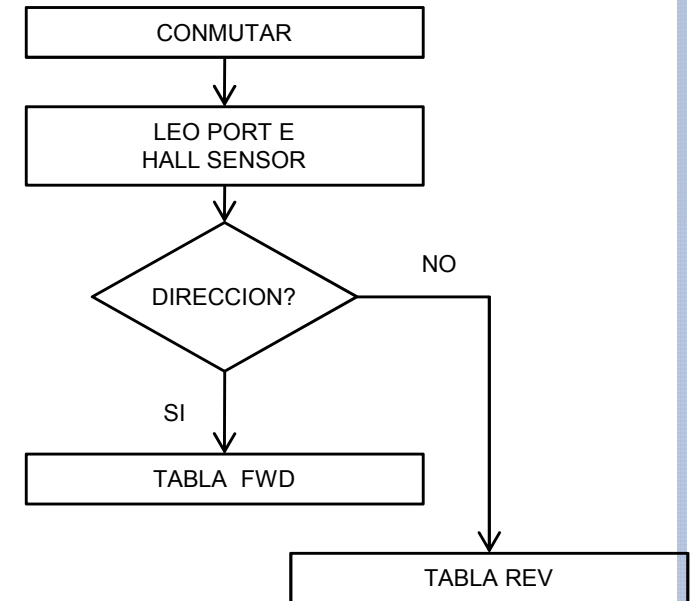 CONMUTAR
LEO PORT E
HALL SENSOR
DIRECCION?
NO
SI
TABLA FWD
TABLA REV